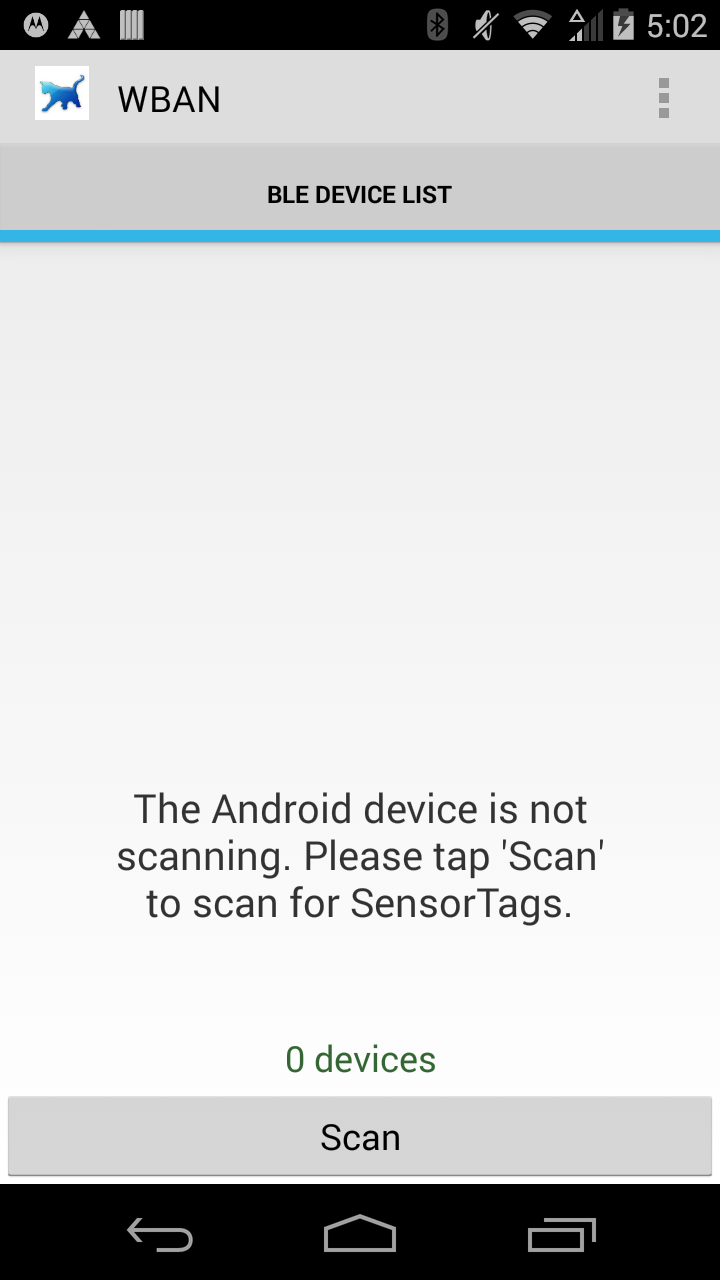 5:02
WBAN
BLE DEVICE LIST
The Android device is not
scanning. Please tap 'Scan'
to scan for SensorTags.
0 devices
Scan